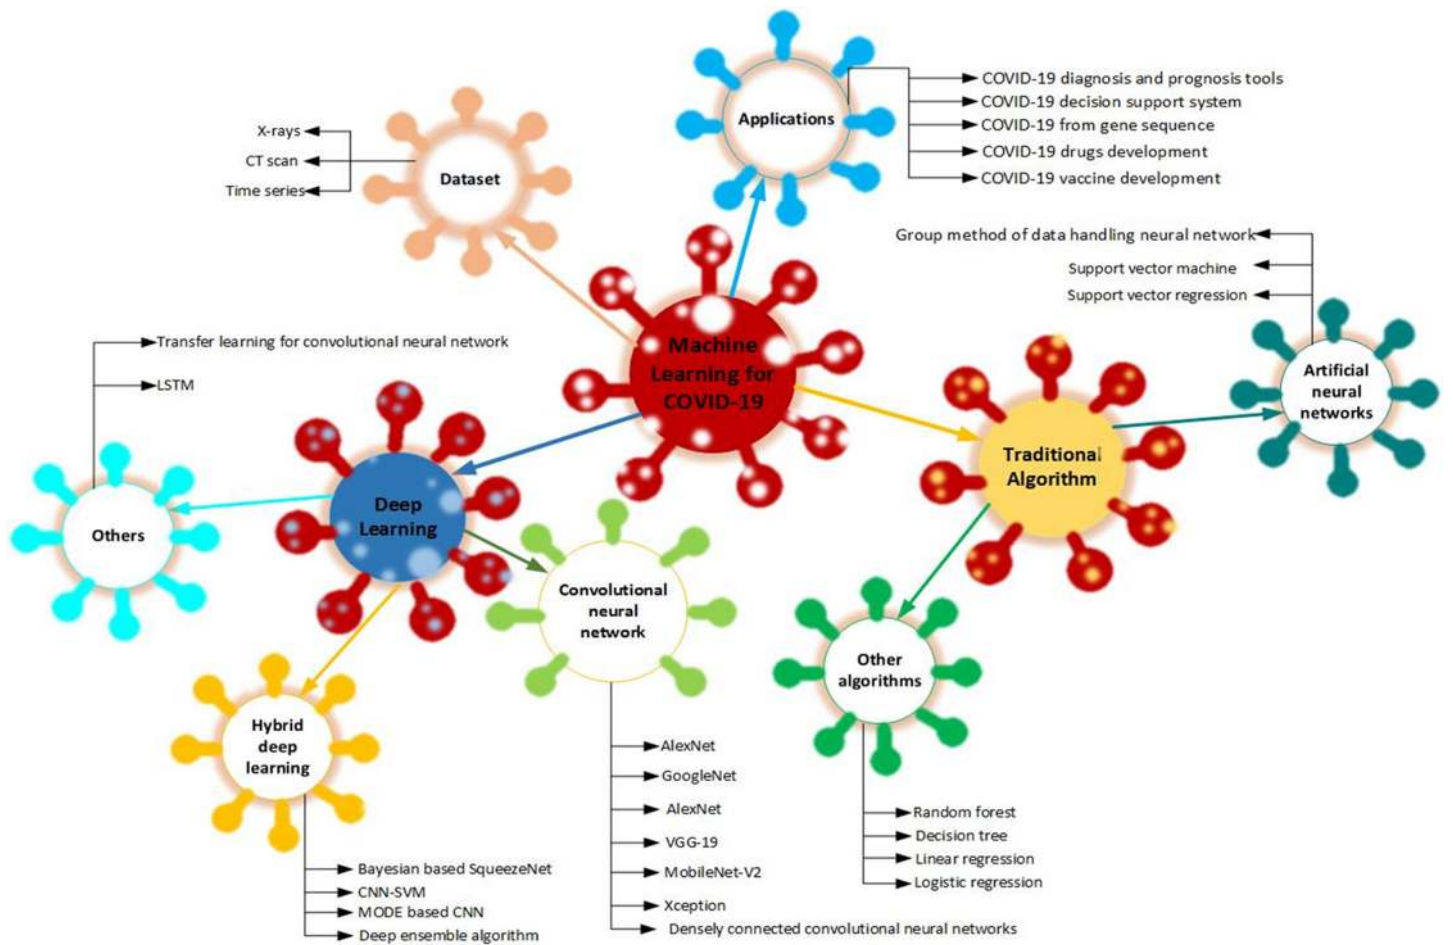 Applications
COVID-19 diagnosis and prognosis tools
COVID-19 decision support system
COVID-19 from gene sequence
COVID-19 drugs development
COVID-19 vaccine development
X-rays
CT scan
Time series
Dataset
Group method of data handling neural network
Support vector machine
Support vector regression
Artificial
neural
networks
Machine
Learning for
COVID-19
Transfer learning for convolutional neural network
LSTM
Others
Deep
Learning
Traditional
Algorithm
Convolutional
neural
network
Other
algorithms
Hybrid
deep
learning
AlexNet
GoogleNet
AlexNet
VGG-19
MobileNet-V2
Xception
Densely connected convolutional neural networks
Random forest
Decision tree
Linear regression
Logistic regression
Bayesian based SqueezeNet
CNN-SVM
MODE based CNN
Deep ensemble algorithm